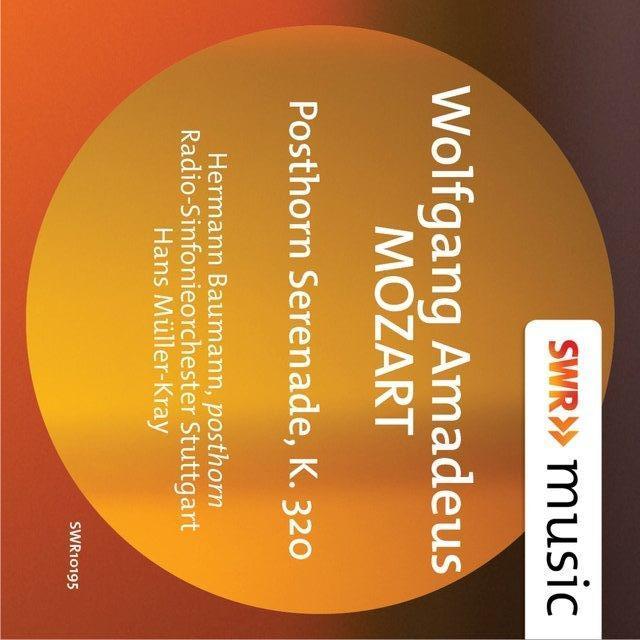 SWR>> music
Wolfgang Amadeus
MOZART
Posthorn Serenade, K. 320
Hermann Baumann, posthorn
Radio-Sinfonieorchester Stuttgart
Hans Müller-Kray
SWR10195